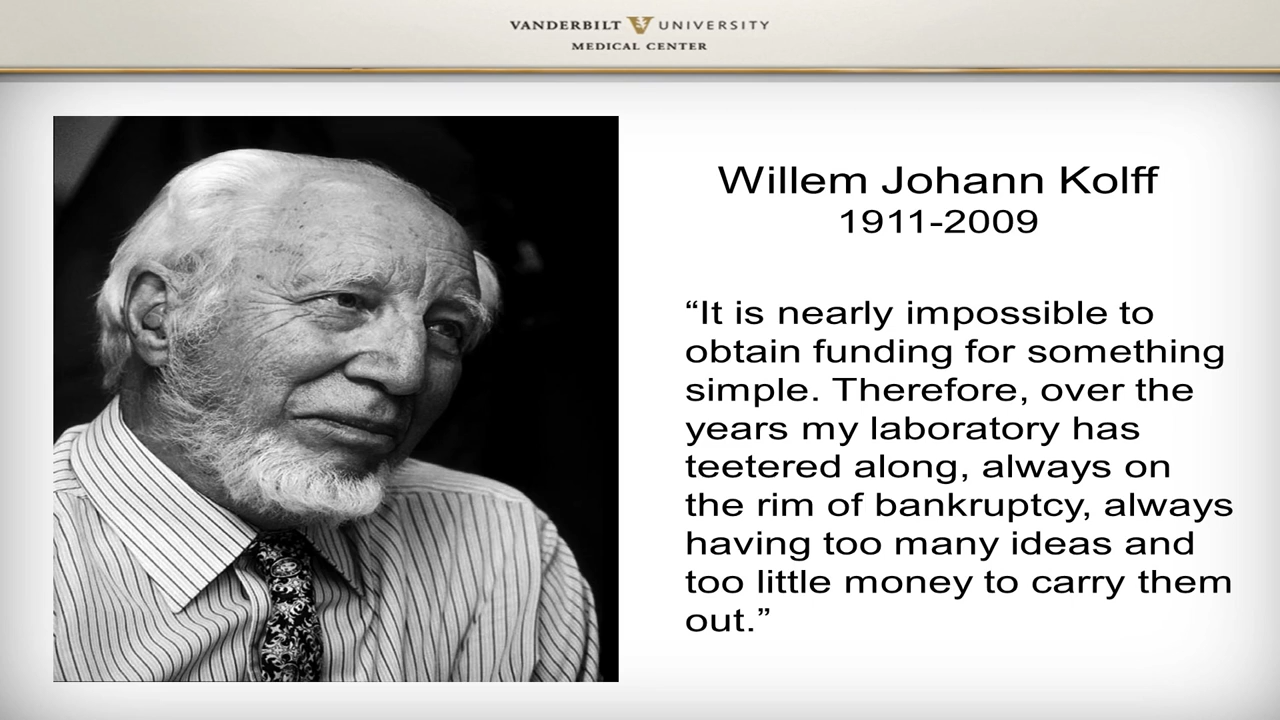 VANDERBILT UNIVERSITY
MEDICAL CENTER
Willem Johann Kolff
1911-2009
“It is nearly impossible to
obtain funding for something
simple. Therefore, over the
years my laboratory has
teetered along, always on
the rim of bankruptcy, always
having too many ideas and
too little money to carry them
out.”